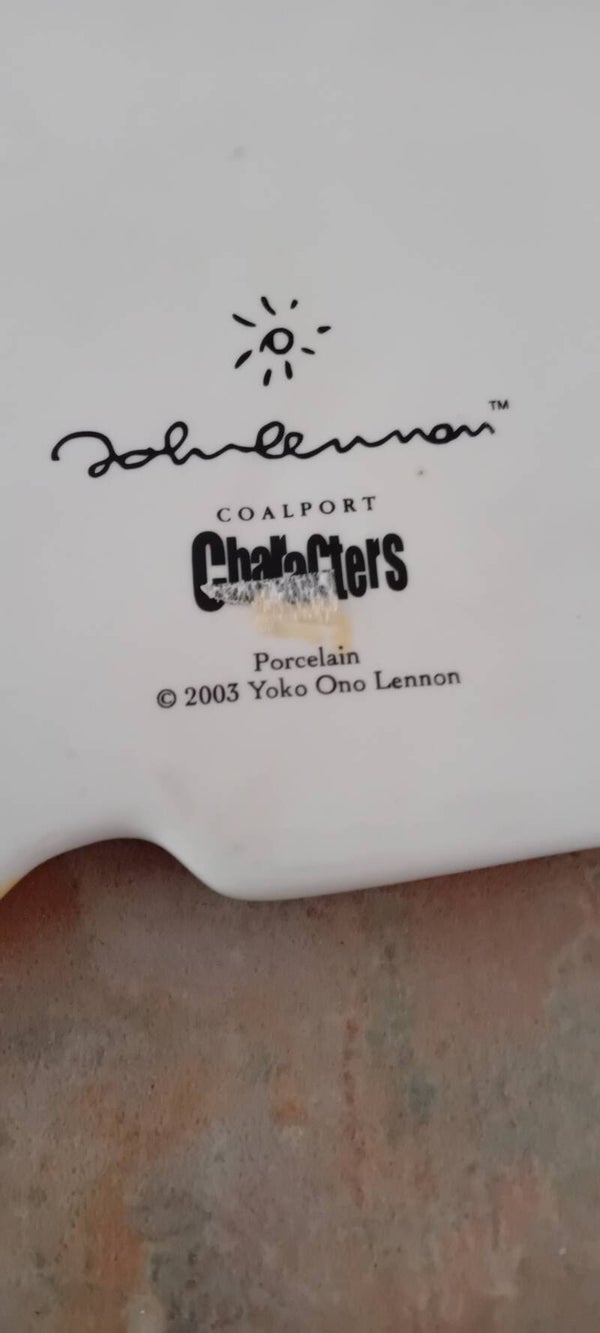 John Lennon™
COALPORT
Characters
Porcelain
© 2003 Yoko Ono Lennon